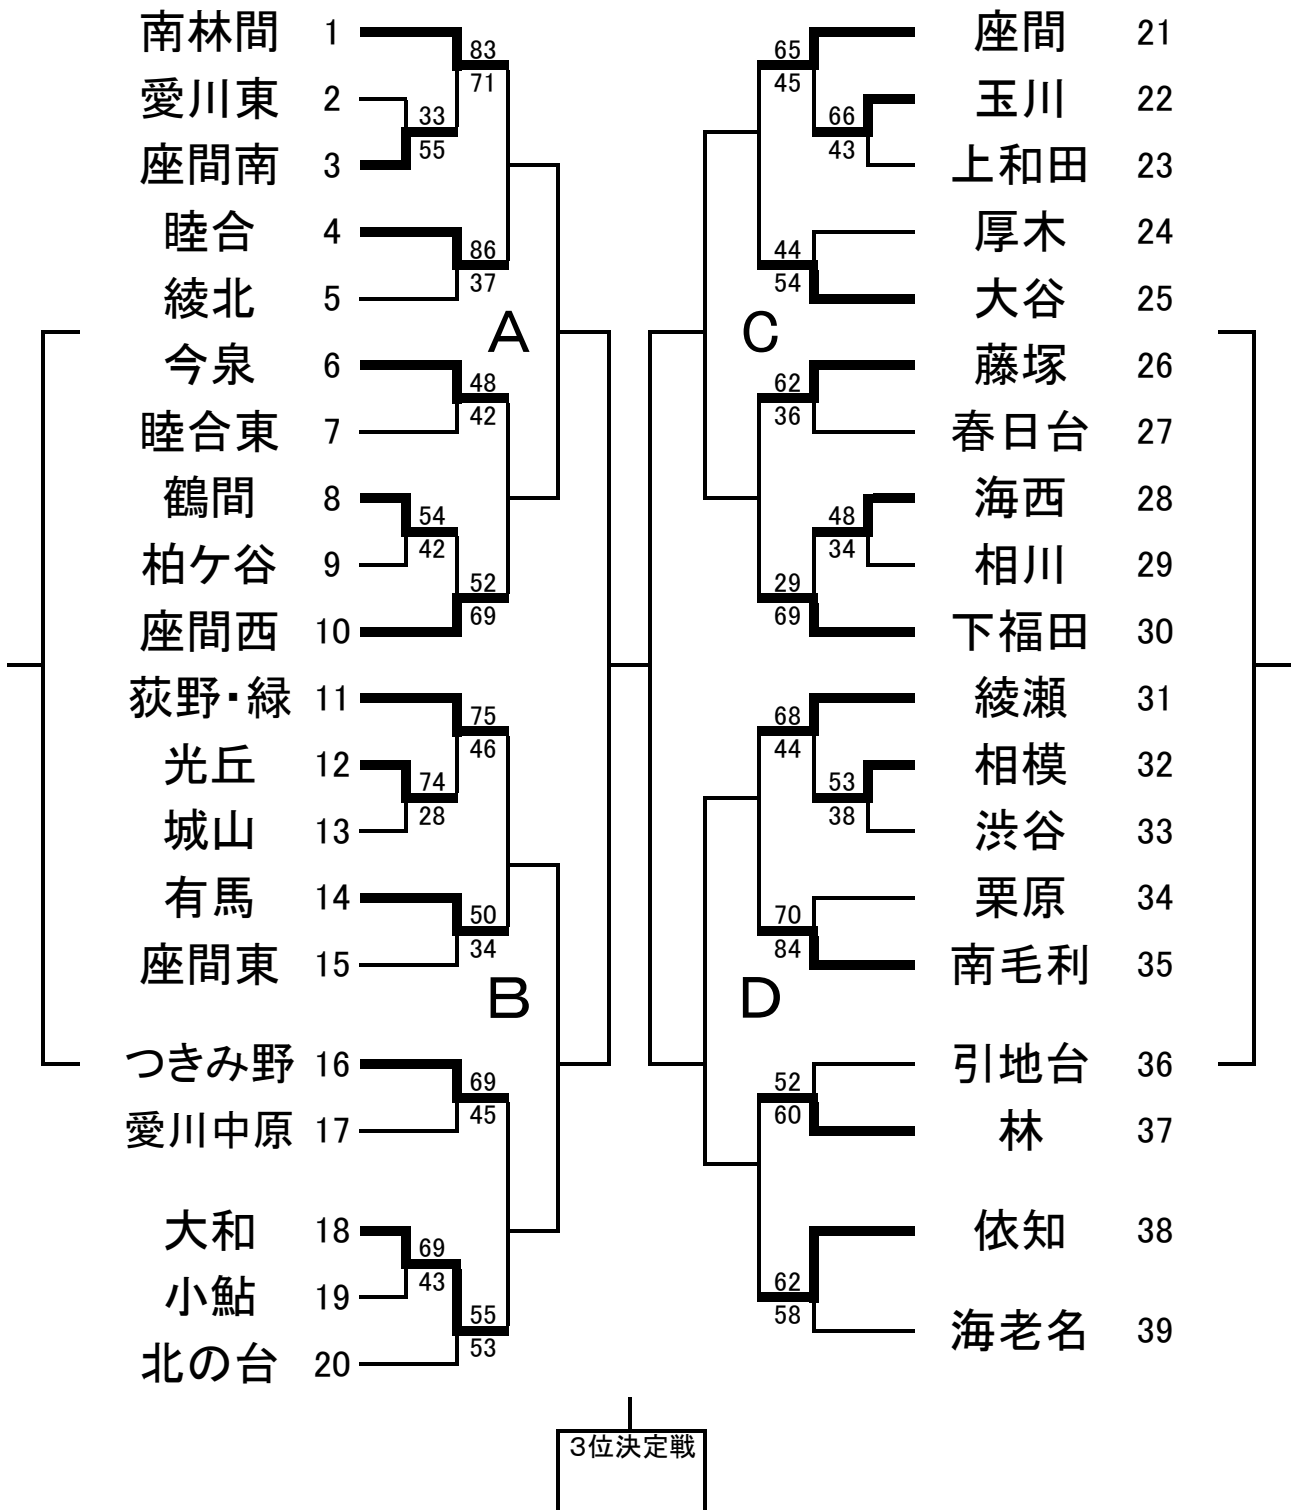 南林間 1
83
71
愛川東 2
33
55
座間南 3
睦合 4
86
37
綾北 5
A
今泉 6
48
42
睦合東 7
鶴間 8
54
42
柏ケ谷 9
52
69
座間西 10
荻野・緑 11
75
46
光丘 12
74
28
城山 13
有馬 14
50
34
座間東 15
B
つきみ野 16
69
45
愛川中原 17
大和 18
69
43
小鮎 19
55
53
北の台 20
座間 21
65
45
玉川 22
66
43
上和田 23
厚木 24
44
54
大谷 25
C
藤塚 26
62
36
春日台 27
海西 28
48
34
相川 29
29
69
下福田 30
綾瀬 31
68
44
相模 32
53
38
渋谷 33
栗原 34
70
84
南毛利 35
D
引地台 36
52
60
林 37
依知 38
62
58
海老名 39
3位決定戦